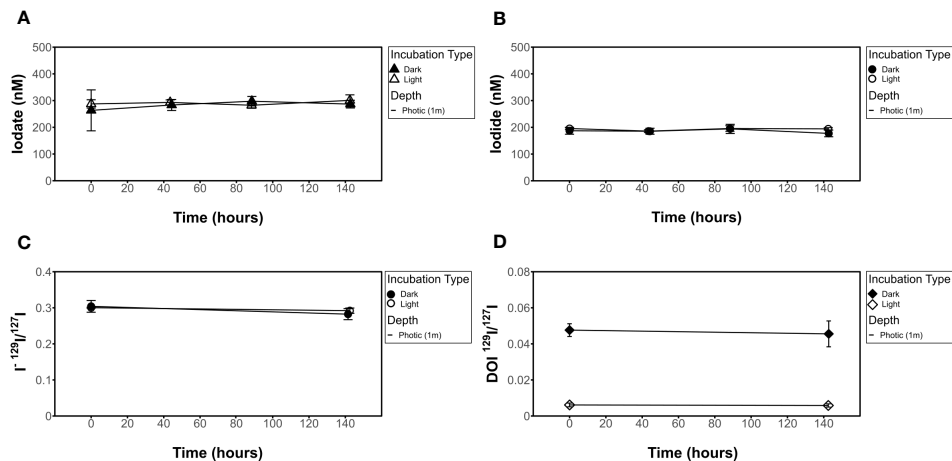 A
Iodate (nM)
500
400
300
200
100
0
0 20 40 60 80 100 120 140
Time (hours)
Incubation Type
Dark
Light
Depth
Photic (1m)
B
Iodide (nM)
500
400
300
200
100
0
0 20 40 60 80 100 120 140
Time (hours)
Incubation Type
Dark
Light
Depth
Photic (1m)
C
I⁻ ¹²⁹I/¹²⁷I
0.4
0.3
0.2
0.1
0
0 20 40 60 80 100 120 140
Time (hours)
Incubation Type
Dark
Light
Depth
Photic (1m)
D
DOI ¹²⁹I/¹²⁷I
0.08
0.06
0.04
0.02
0
0 20 40 60 80 100 120 140
Time (hours)
Incubation Type
Dark
Light
Depth
Photic (1m)